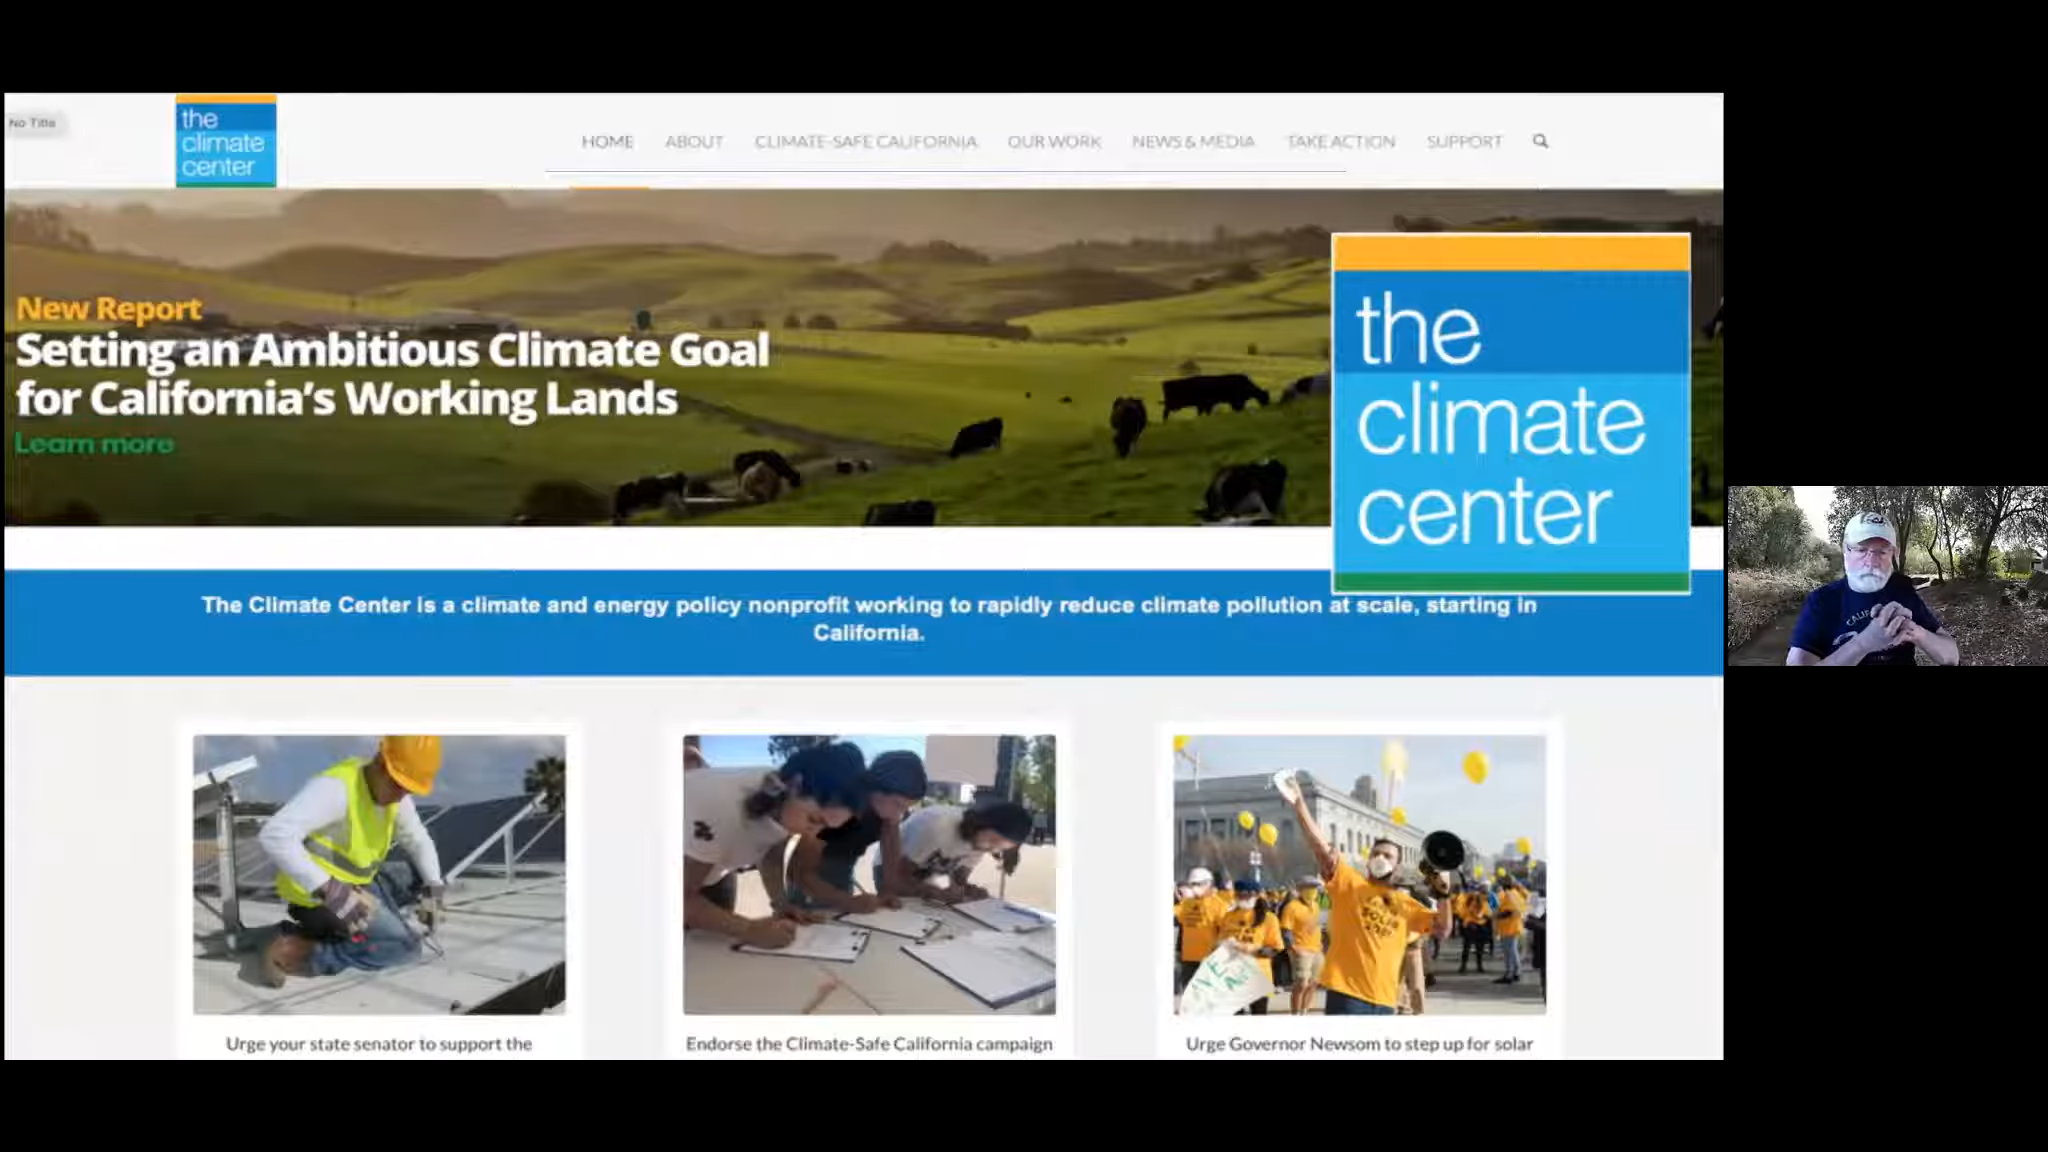 No Title
the
climate
center
HOME ABOUT CLIMATE-SAFE CALIFORNIA OUR WORK NEWS & MEDIA TAKE ACTION SUPPORT
New Report
Setting an Ambitious Climate Goal
for California's Working Lands
Learn more
the
climate
center
The Climate Center is a climate and energy policy nonprofit working to rapidly reduce climate pollution at scale, starting in
California.
Urge your state senator to support the
Endorse the Climate-Safe California campaign
Urge Governor Newsom to step up for solar